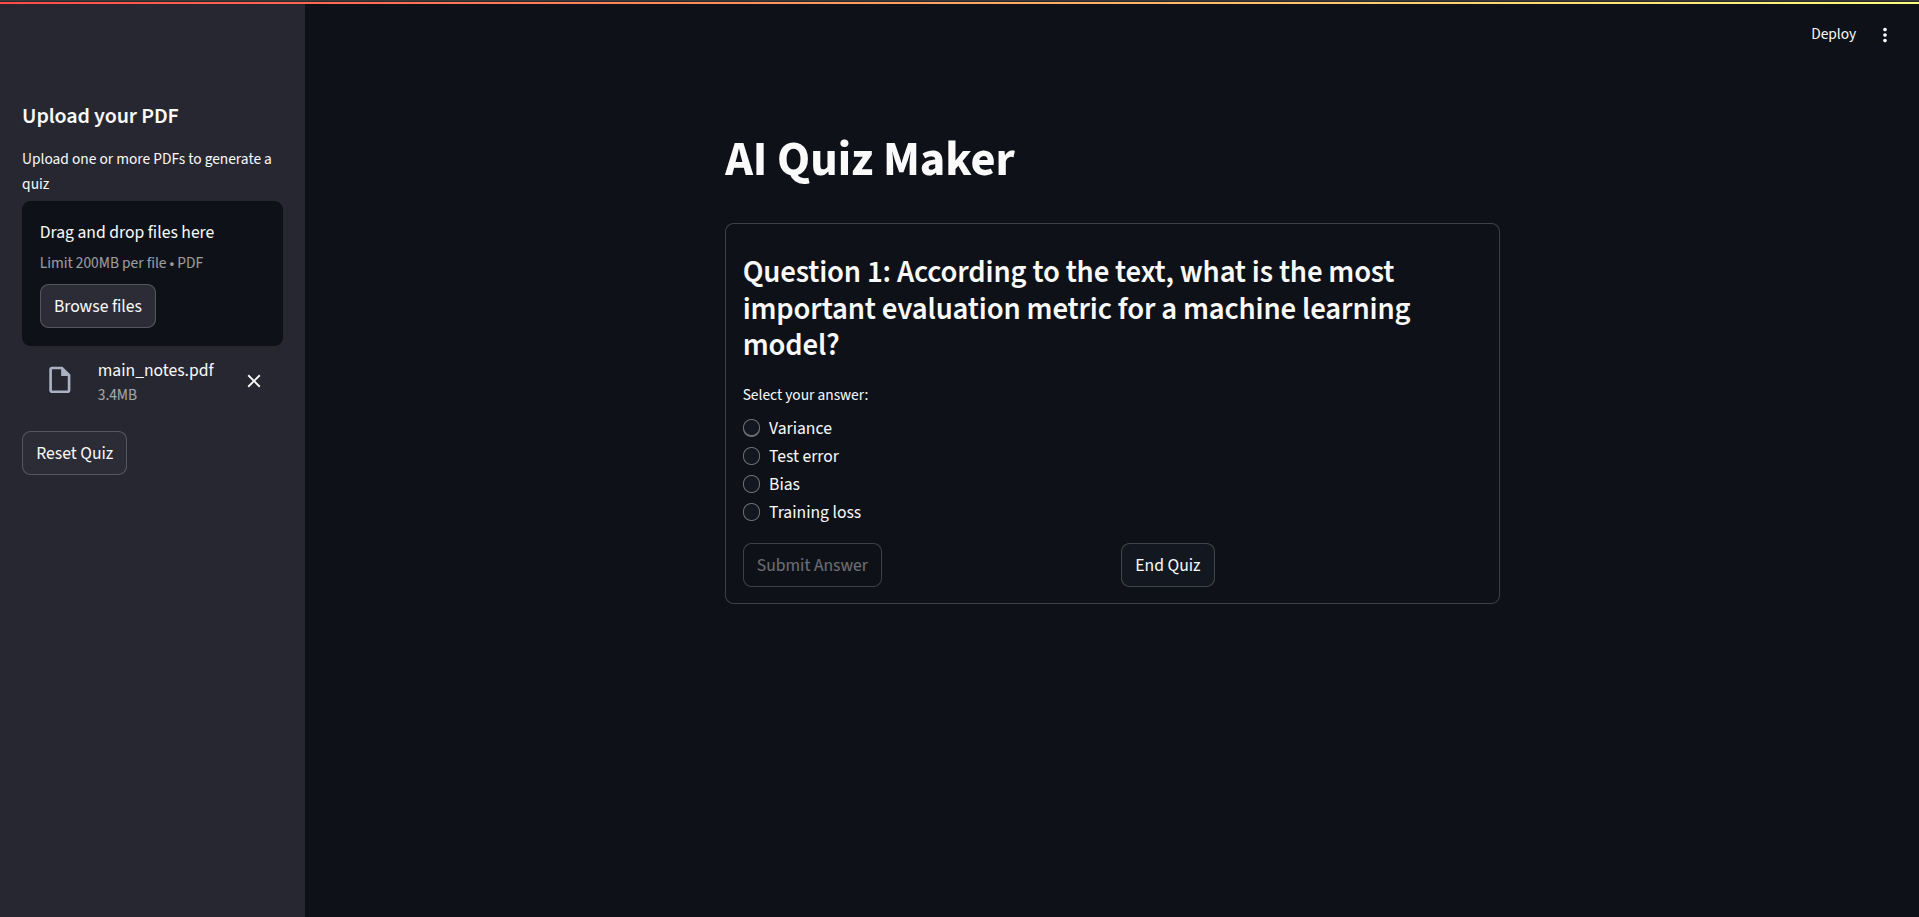 Deploy
Upload your PDF
Upload one or more PDFs to generate a
quiz
Drag and drop files here
Limit 200MB per file • PDF
Browse files
main_notes.pdf
3.4MB
Reset Quiz
AI Quiz Maker
Question 1: According to the text, what is the most
important evaluation metric for a machine learning
model?
Select your answer:
Variance
Test error
Bias
Training loss
Submit Answer
End Quiz